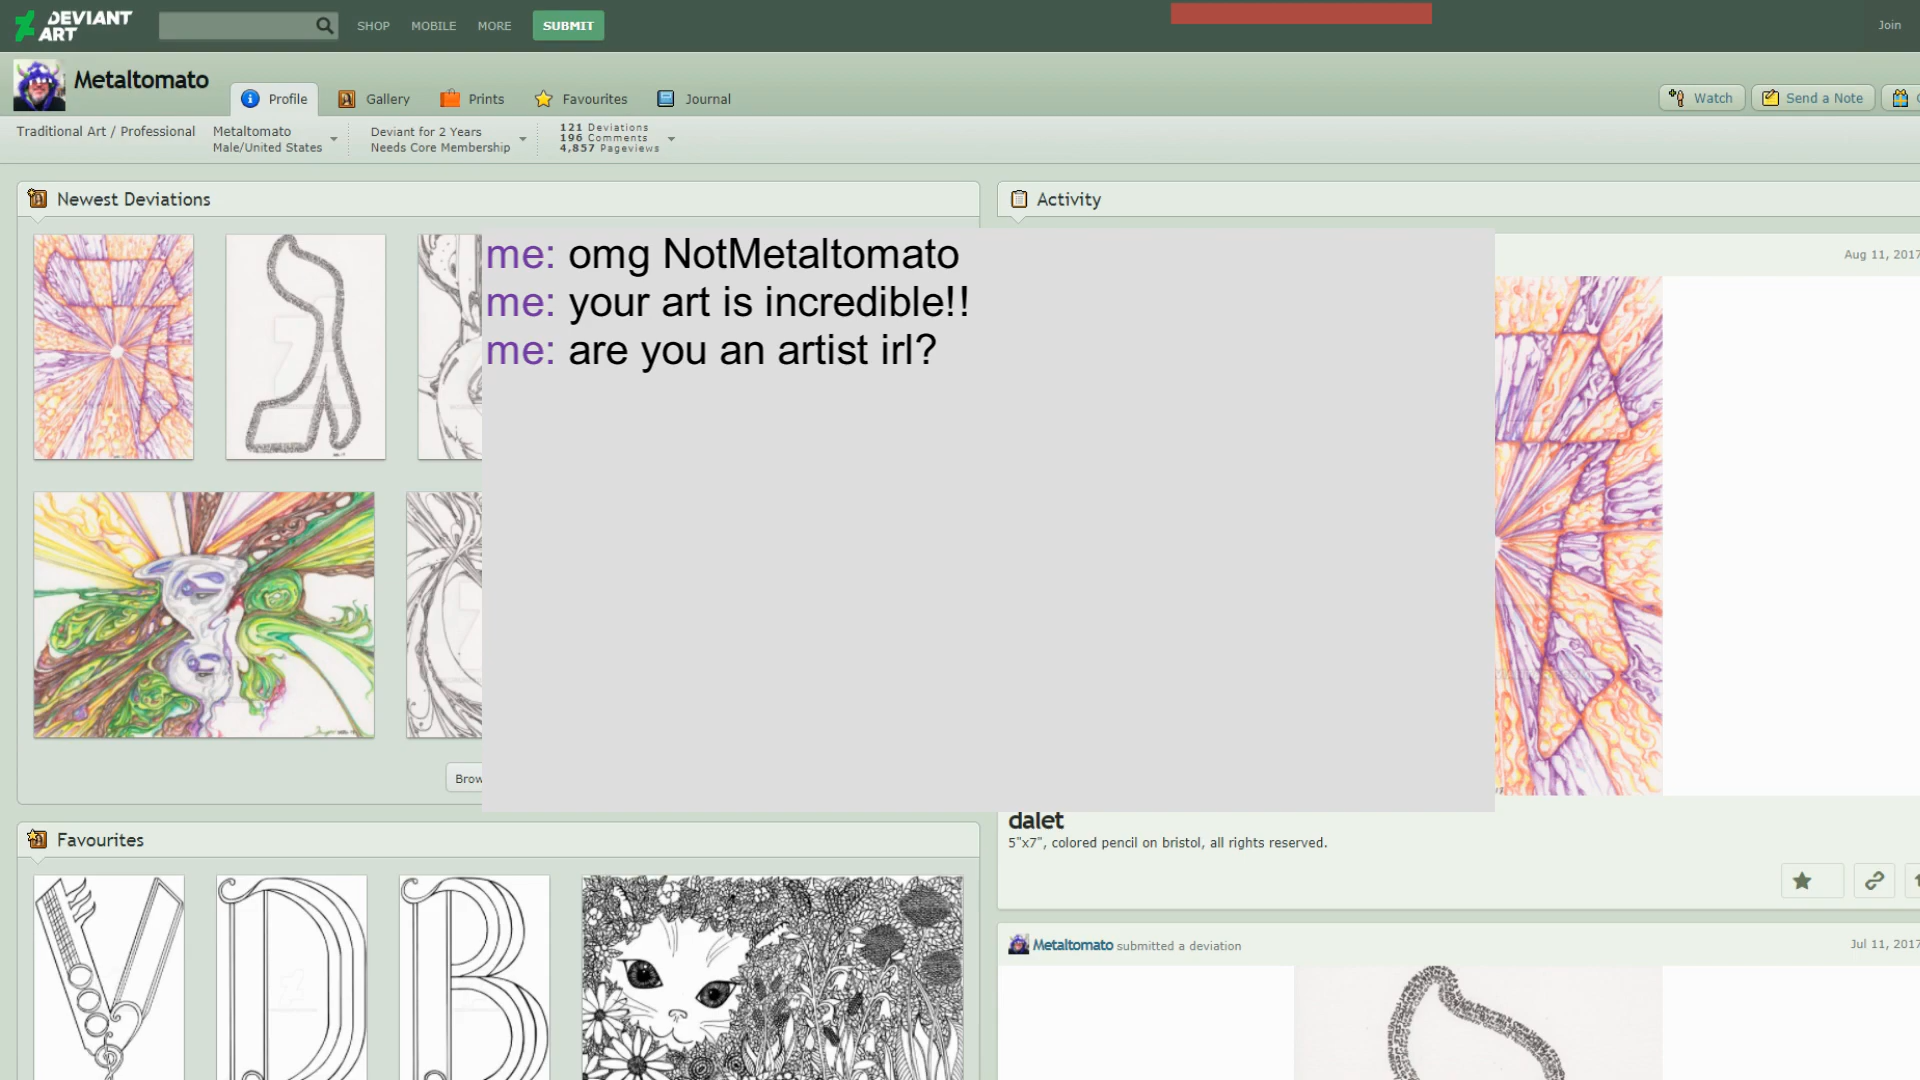 DEVIANT
ART
SHOP
MOBILE
MORE
SUBMIT
Join
Metaltomato
Profile
Gallery
Prints
Favourites
Journal
Watch
Send a Note
Traditional Art / Professional
Metaltomato
Male/United States
Deviant for 2 Years
Needs Core Membership
121 Deviations
196 Comments
4,857 Pageviews
Newest Deviations
Activity
Aug 11, 2017
me: omg NotMetaltomato
me: your art is incredible!!
me: are you an artist irl?
Brow
dalet
5"x7", colored pencil on bristol, all rights reserved.
Favourites
Metaltomato submitted a deviation
Jul 11, 2017